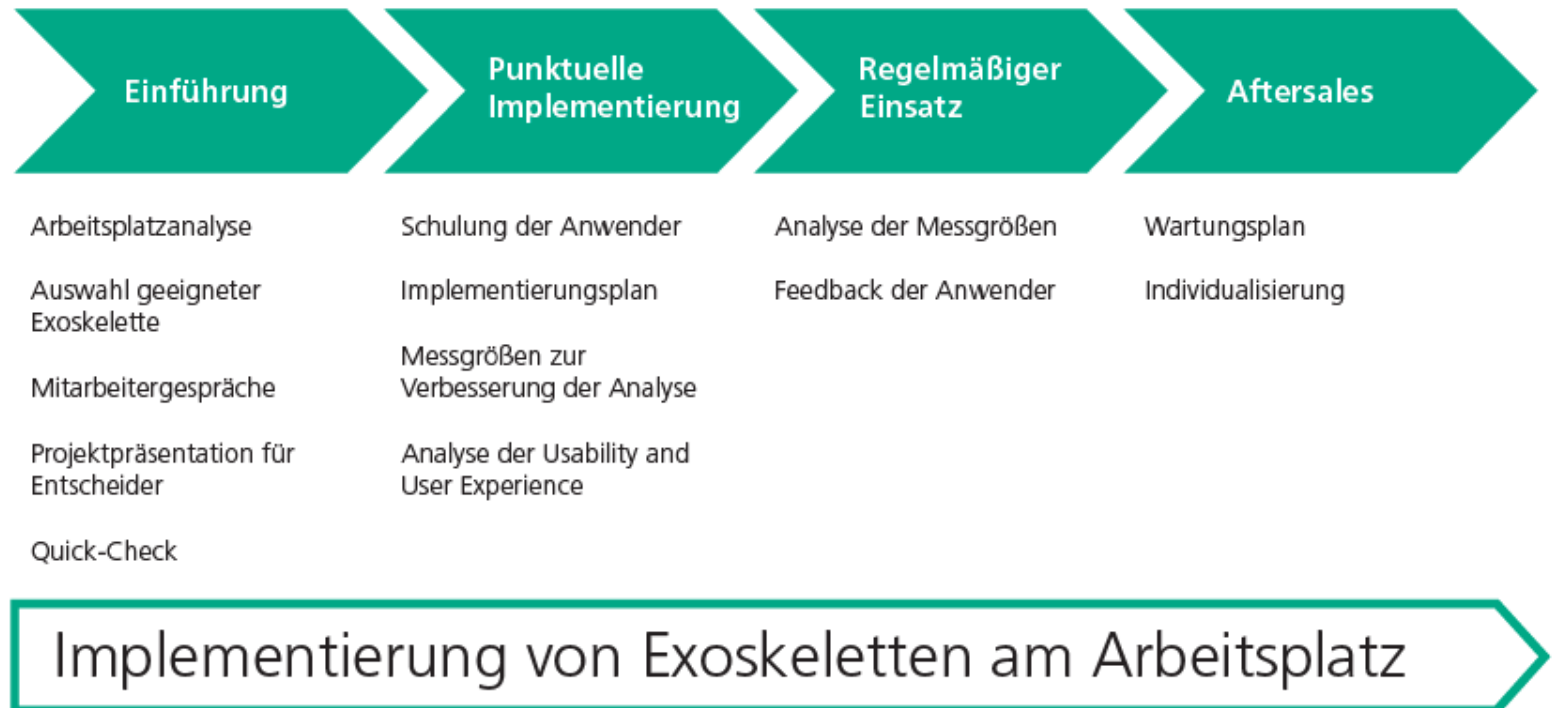 Einführung
Punktuelle
Implementierung
Regelmäßiger
Einsatz
Aftersales
Arbeitsplatzanalyse
Auswahl geeigneter
Exoskelette
Mitarbeitergespräche
Projektpräsentation für
Entscheider
Quick-Check
Schulung der Anwender
Implementierungsplan
Messgrößen zur
Verbesserung der Analyse
Analyse der Usability and
User Experience
Analyse der Messgrößen
Feedback der Anwender
Wartungsplan
Individualisierung
Implementierung von Exoskeletten am Arbeitsplatz